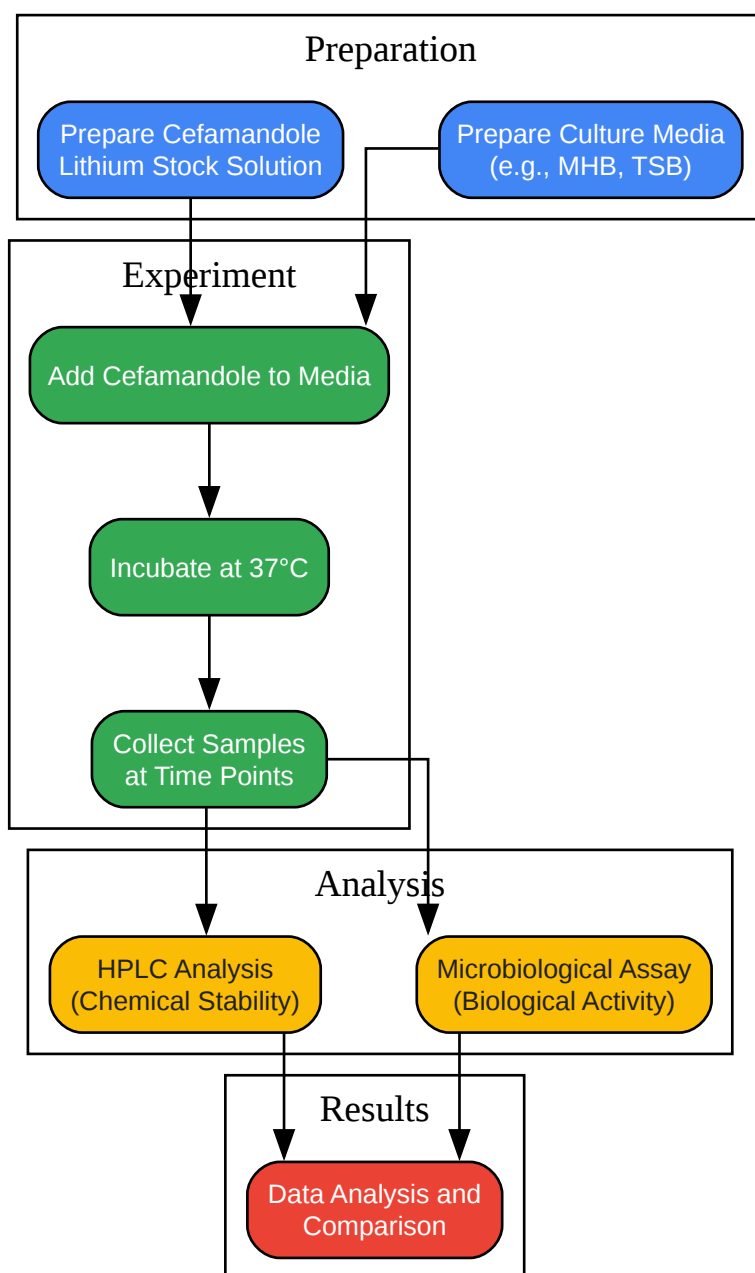 Preparation
Prepare Cefamandole
Lithium Stock Solution
Prepare Culture Media
(e.g., MHB, TSB)
Experiment
Add Cefamandole to Media
Incubate at 37°C
Collect Samples
at Time Points
Analysis
HPLC Analysis
(Chemical Stability)
Microbiological Assay
(Biological Activity)
Results
Data Analysis and
Comparison